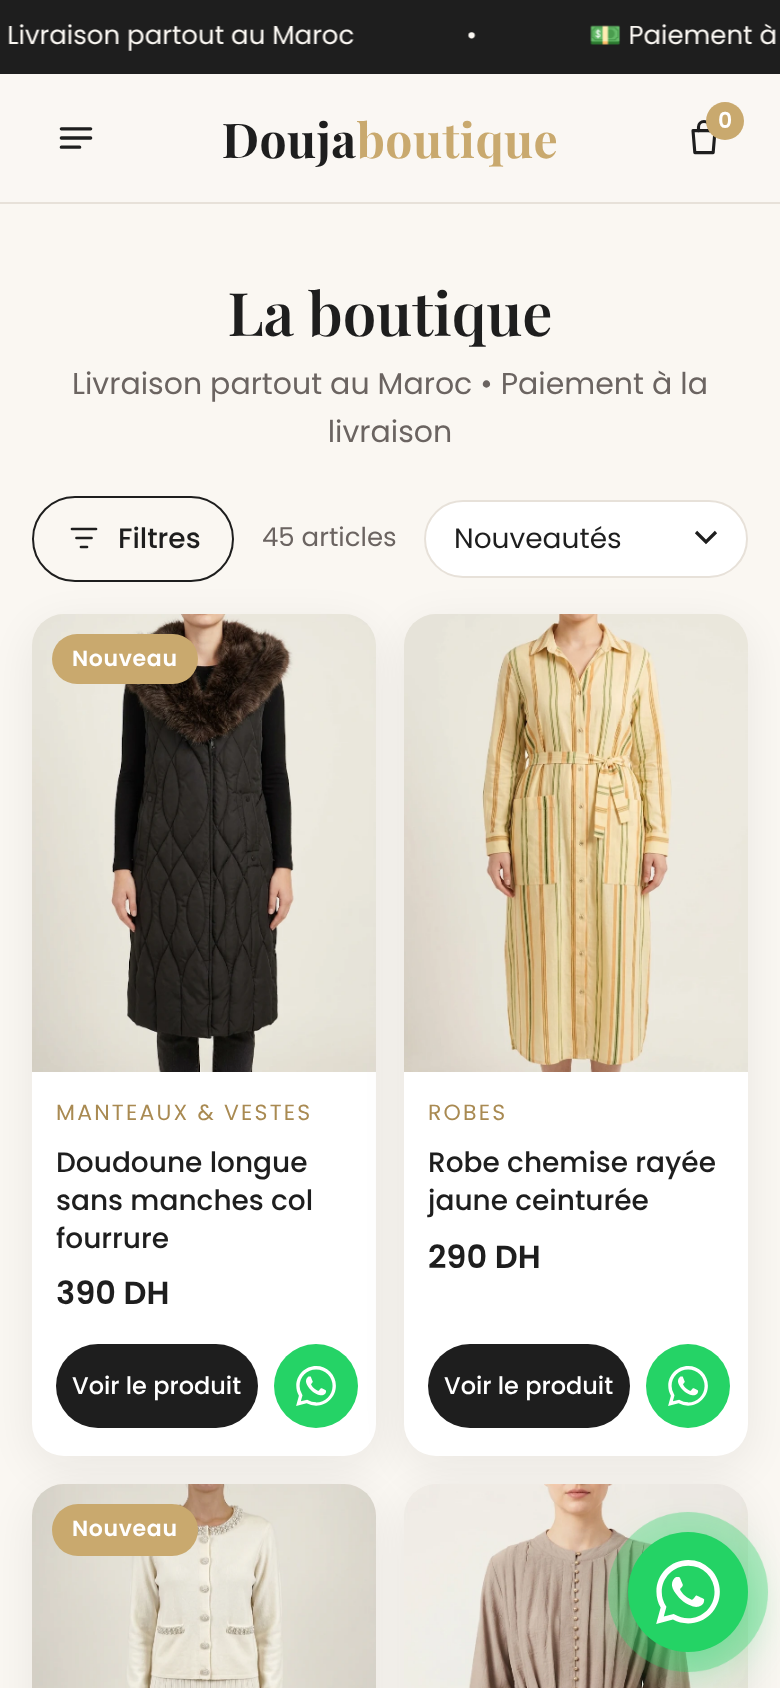 Livraison partout au Maroc • 💵 Paiement à
Doujaboutique
0
La boutique
Livraison partout au Maroc • Paiement à la
livraison
Filtres
45 articles
Nouveautés
Nouveau
MANTEAUX & VESTES
Doudoune longue
sans manches col
fourrure
390 DH
Voir le produit
ROBES
Robe chemise rayée
jaune ceinturée
290 DH
Voir le produit
Nouveau